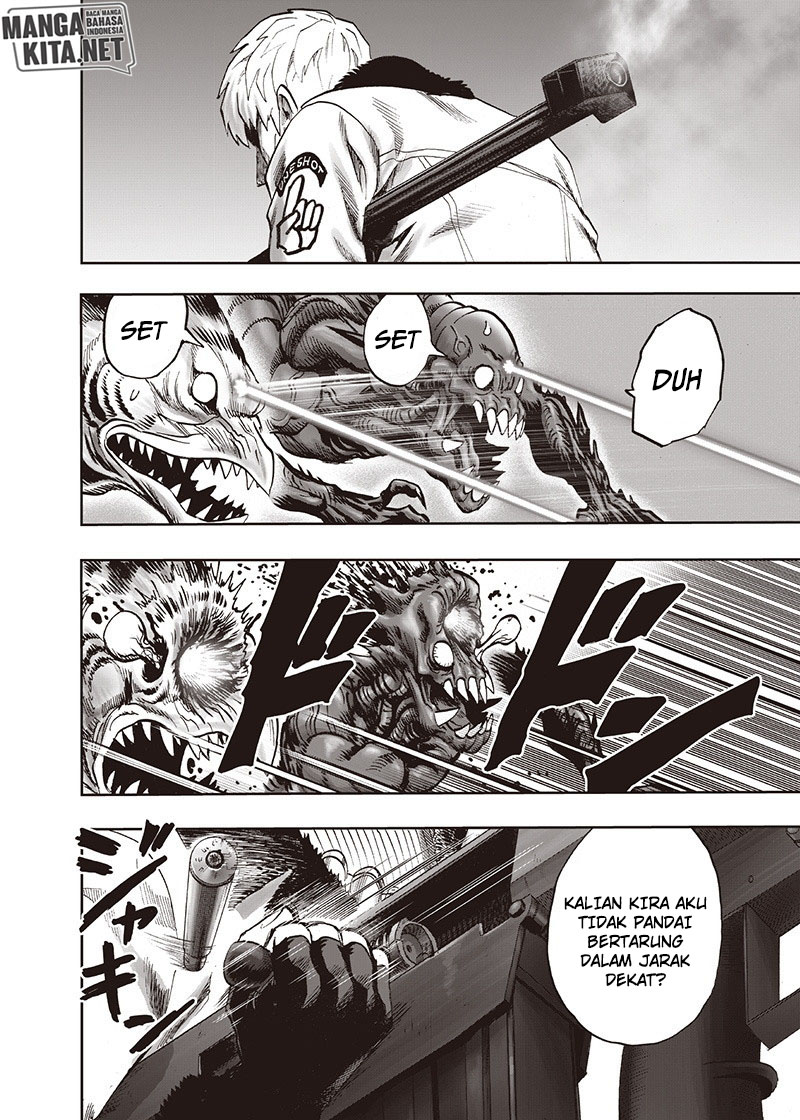 MANGA
KITA.NET
BACA MANGA
BAHASA
INDONESIA
ONESHOT
SET
SET
DUH
ドドン
ジャキッ
KALIAN KIRA AKU
TIDAK PANDAI
BERTARUNG
DALAM JARAK
DEKAT?